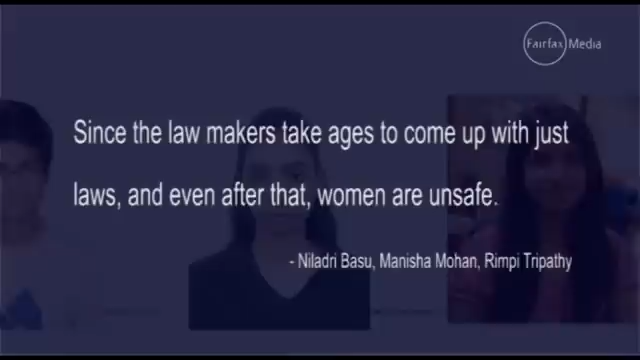 Fairfax Media
Since the law makers take ages to come up with just
laws, and even after that, women are unsafe.
- Niladri Basu, Manisha Mohan, Rimpi Tripathy